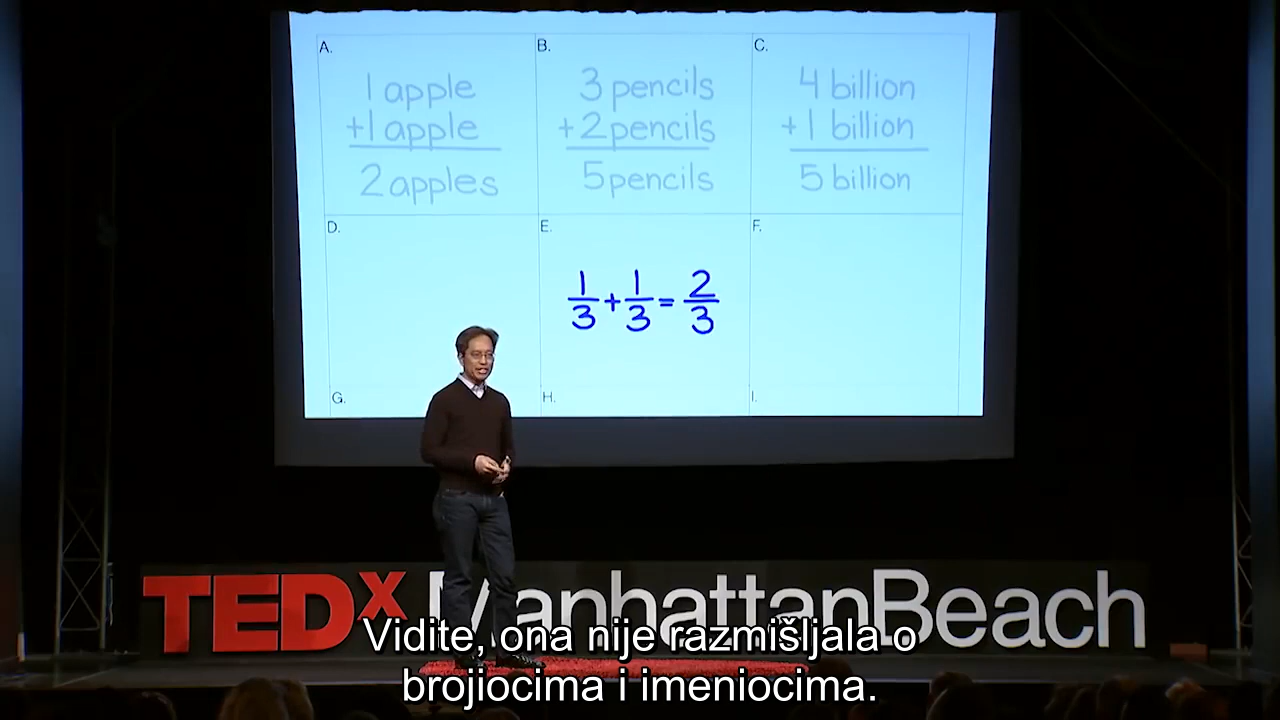 A.
1 apple
+1 apple
2 apples
B.
3 pencils
+2 pencils
5 pencils
C.
4 billion
+1 billion
5 billion
D.
E.
1/3 + 1/3 = 2/3
F.
G.
H.
I.
TEDx ManhattanBeach
Vidite, ona nije razmišljala o
brojiocima i imeniocima.